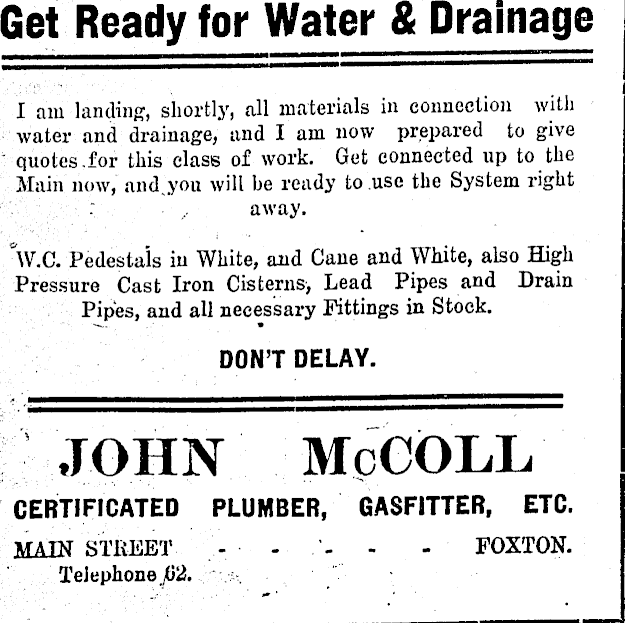 Get Ready for Water & Drainage
I am landing, shortly, all materials in connection with
water and drainage, and I am now prepared to give
quotes for this class of work. Get connected up to the
Main now, and you will be ready to use the System right
away.
W.C. Pedestals in White, and Cane and White, also High
Pressure Cast Iron Cisterns, Lead Pipes and Drain
Pipes, and all necessary Fittings in Stock.
DON'T DELAY.
JOHN McCOLL
CERTIFICATED PLUMBER, GASFITTER, ETC.
MAIN STREET - - - - - FOXTON.
Telephone 62.